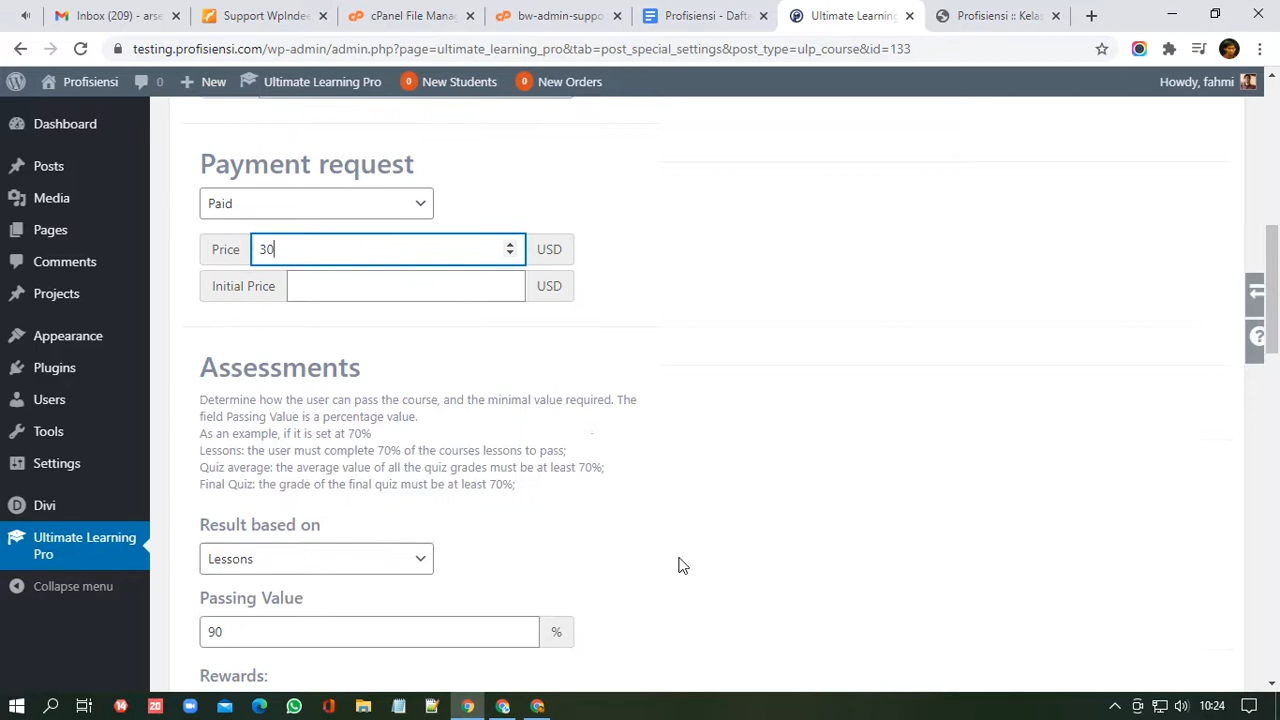 Inbox (209) - arse
Support WpIndee
cPanel File Manag
bw-admin-suppo
Profisiensi - Dafta
Ultimate Learning
Profisiensi :: Kelas
testing.profisiensi.com/wp-admin/admin.php?page=ultimate_learning_pro&tab=post_special_settings&post_type=ulp_course&id=133
Profisiensi 0 New Ultimate Learning Pro 0 New Students 0 New Orders Howdy, fahmi
Dashboard
Posts
Media
Pages
Comments
Projects
Appearance
Plugins
Users
Tools
Settings
Divi
Ultimate Learning
Pro
Collapse menu
Payment request
Paid
Price 30 USD
Initial Price USD
Assessments
Determine how the user can pass the course, and the minimal value required. The
field Passing Value is a percentage value.
As an example, if it is set at 70%
Lessons: the user must complete 70% of the courses lessons to pass;
Quiz average: the average value of all the quiz grades must be at least 70%;
Final Quiz: the grade of the final quiz must be at least 70%;
Result based on
Lessons
Passing Value
90 %
Rewards:
10:24